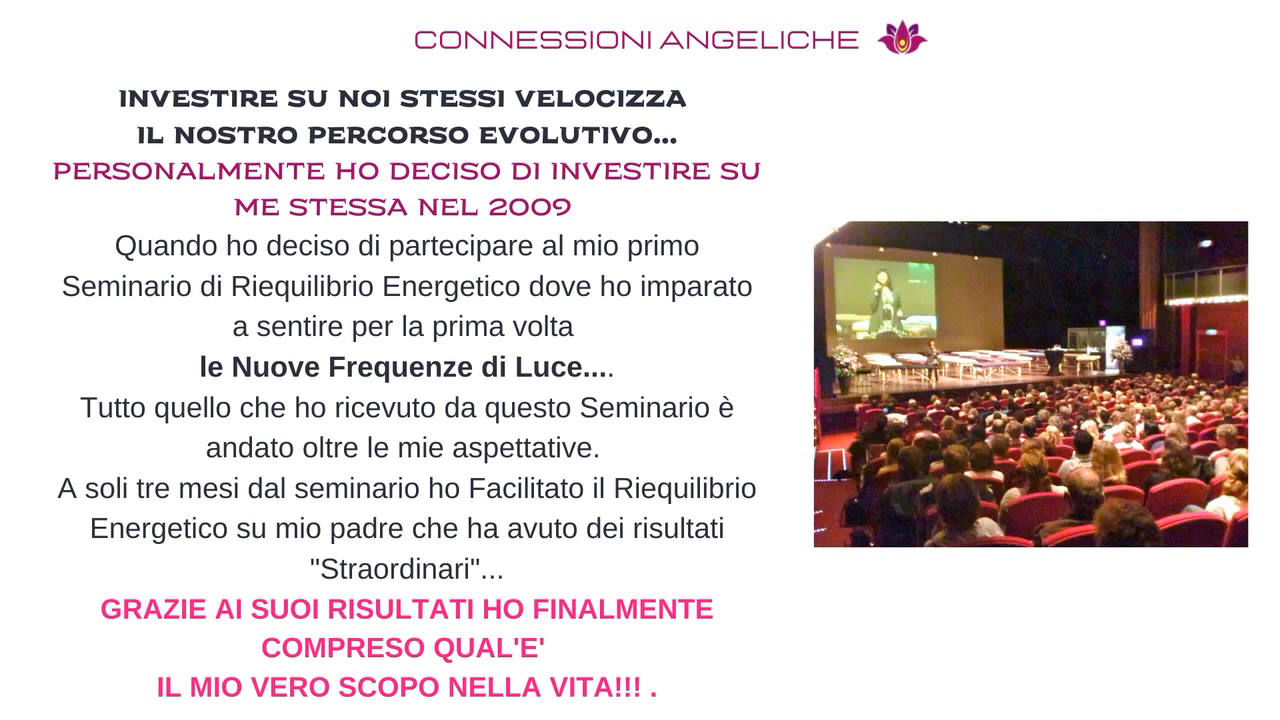 CONNESSIONI ANGELICHE
INVESTIRE SU NOI STESSI VELOCIZZA
IL NOSTRO PERCORSO EVOLUTIVO...
PERSONALMENTE HO DECISO DI INVESTIRE SU
ME STESSA NEL 2009
Quando ho deciso di partecipare al mio primo
Seminario di Riequilibrio Energetico dove ho imparato
a sentire per la prima volta
le Nuove Frequenze di Luce....
Tutto quello che ho ricevuto da questo Seminario è
andato oltre le mie aspettative.
A soli tre mesi dal seminario ho Facilitato il Riequilibrio
Energetico su mio padre che ha avuto dei risultati
"Straordinari"...
GRAZIE AI SUOI RISULTATI HO FINALMENTE
COMPRESO QUAL'E'
IL MIO VERO SCOPO NELLA VITA!!! .